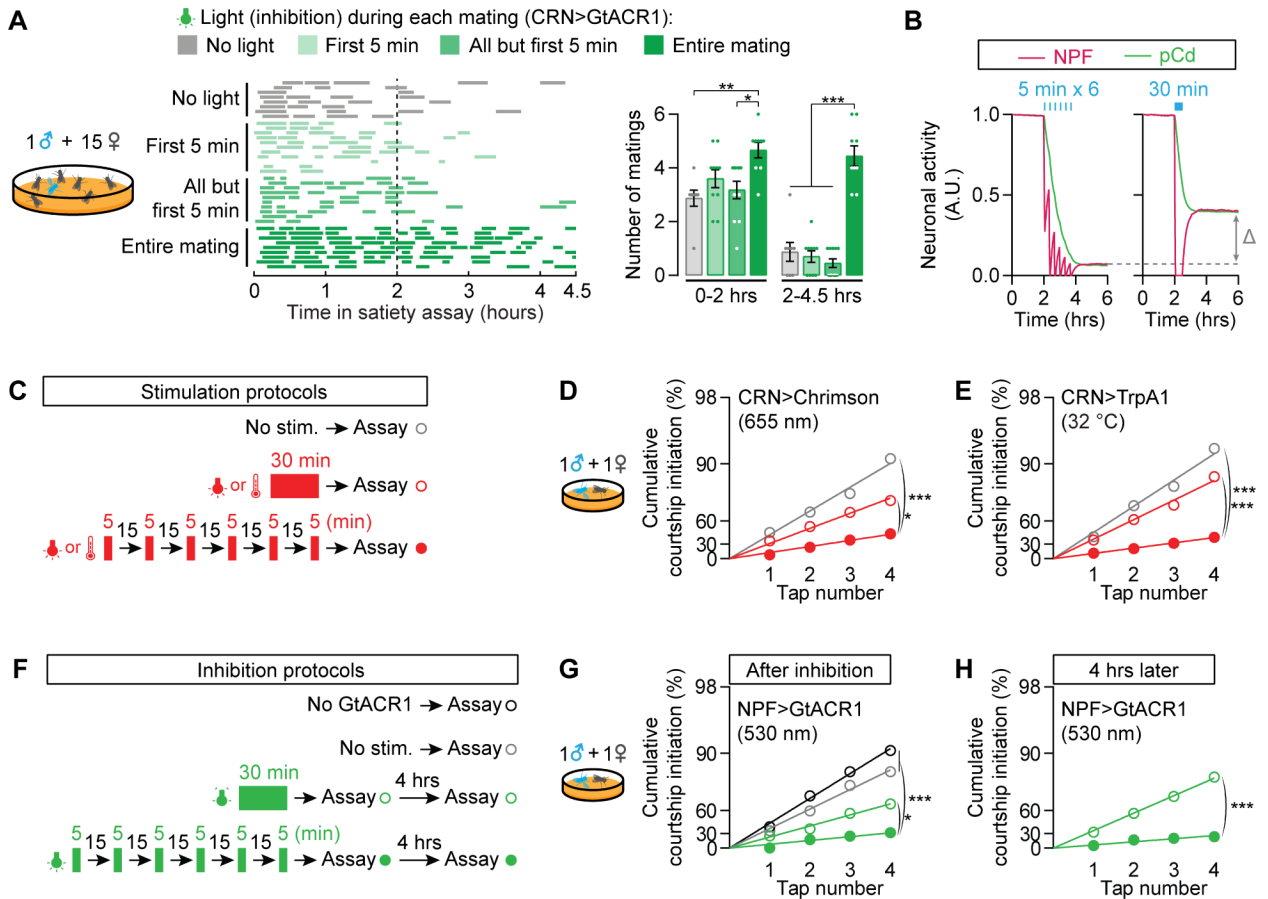 A
Light (inhibition) during each mating (CRN>GtACR1):
No light
First 5 min
All but first 5 min
Entire mating
1♂ + 15♀
No light
First 5 min
All but
first 5 min
Entire mating
0 1 2 3 4 4.5
Time in satiety assay (hours)
Number of matings
6
4
2
0
** * ***
0-2 hrs
2-4.5 hrs
B
NPF
pCd
5 min x 6
30 min
Neuronal activity
(A.U.)
1.0
0.5
0.0
Δ
0 2 4 6
0 2 4 6
Time (hrs)
Time (hrs)
C
Stimulation protocols
No stim. → Assay
30 min
or → Assay
5 5 5 5 5 5 (min)
or 15 15 15 15 15 → Assay
D
1♂ + 1♀
CRN>Chrimson
(655 nm)
Cumulative
courtship initiation (%)
98
90
60
30
0
***
*
1 2 3 4
Tap number
E
CRN>TrpA1
(32 °C)
Cumulative
courtship initiation (%)
98
90
60
30
0
***
***
1 2 3 4
Tap number
F
Inhibition protocols
No GtACR1 → Assay
No stim. → Assay
30 min
→ Assay 4 hrs → Assay
5 5 5 5 5 5 (min)
15 15 15 15 15 → Assay 4 hrs → Assay
G
After inhibition
1♂ + 1♀
NPF>GtACR1
(530 nm)
Cumulative
courtship initiation (%)
98
90
60
30
0
***
*
1 2 3 4
Tap number
H
4 hrs later
NPF>GtACR1
(530 nm)
Cumulative
courtship initiation (%)
98
90
60
30
0
***
1 2 3 4
Tap number